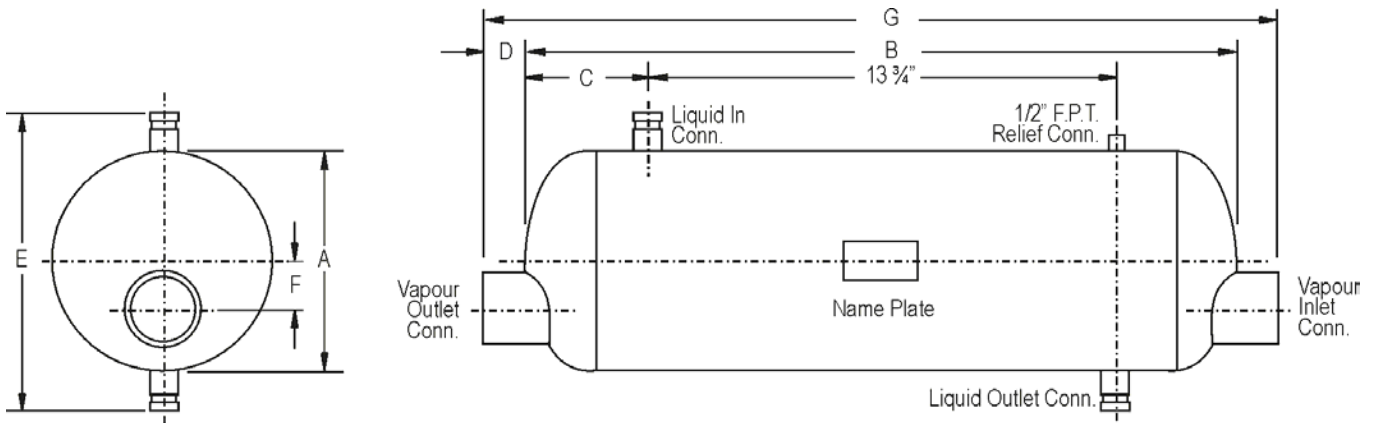 G
D
B
C
13 ¾"
Liquid In
Conn.
1/2" F.P.T.
Relief Conn.
E
A
F
Vapour
Outlet
Conn.
Name Plate
Vapour
Inlet
Conn.
Liquid Outlet Conn.